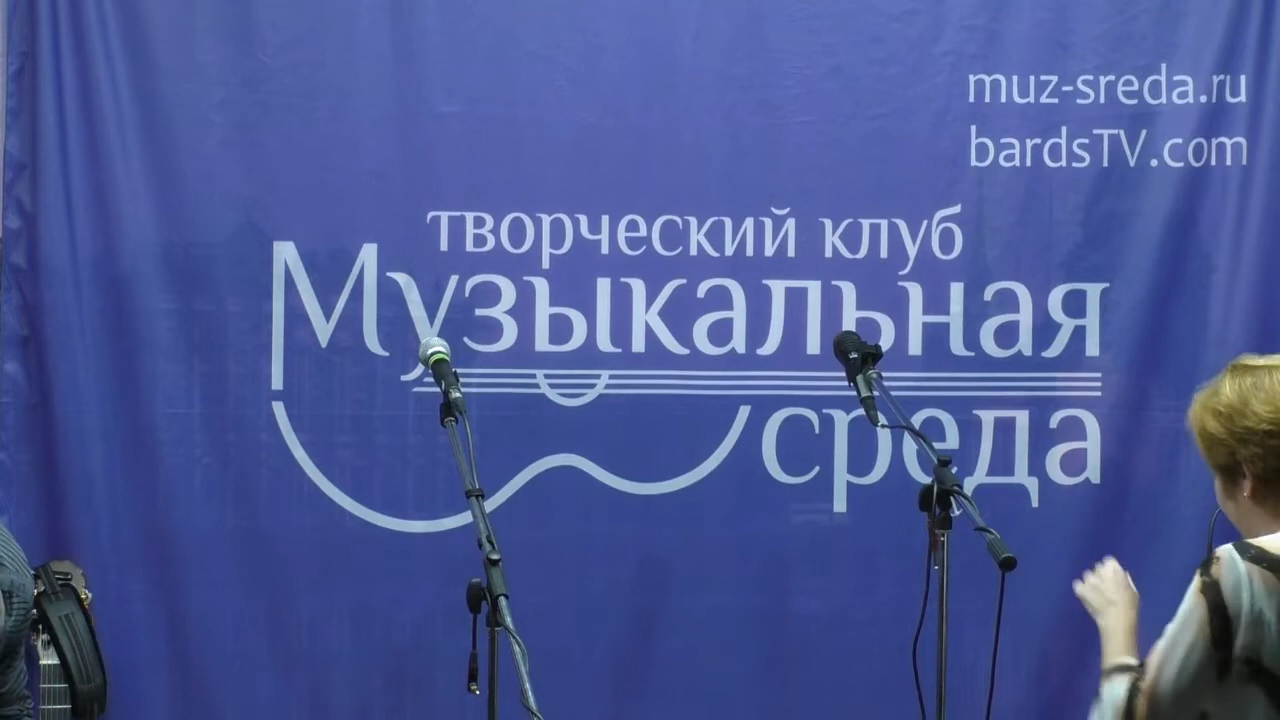 muz-sreda.ru
bardsTV.com
творческий клуб
Музыкальная
среда